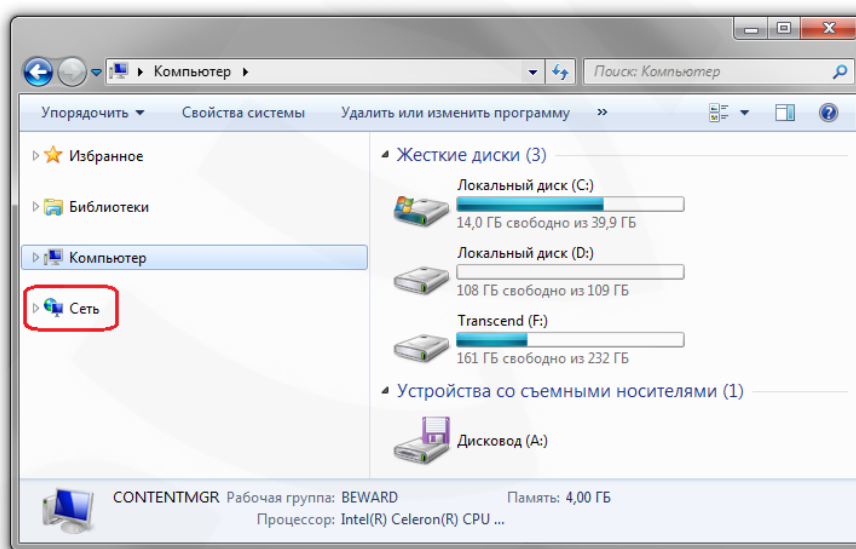 Компьютер
Поиск: Компьютер
Упорядочить Свойства системы Удалить или изменить программу »
Избранное
Библиотеки
Компьютер
Сеть
Жесткие диски (3)
Локальный диск (C:)
14,0 ГБ свободно из 39,9 ГБ
Локальный диск (D:)
108 ГБ свободно из 109 ГБ
Transcend (F:)
161 ГБ свободно из 232 ГБ
Устройства со съемными носителями (1)
Дисковод (A:)
CONTENTMGR Рабочая группа: BEWARD Память: 4,00 ГБ
Процессор: Intel(R) Celeron(R) CPU ...